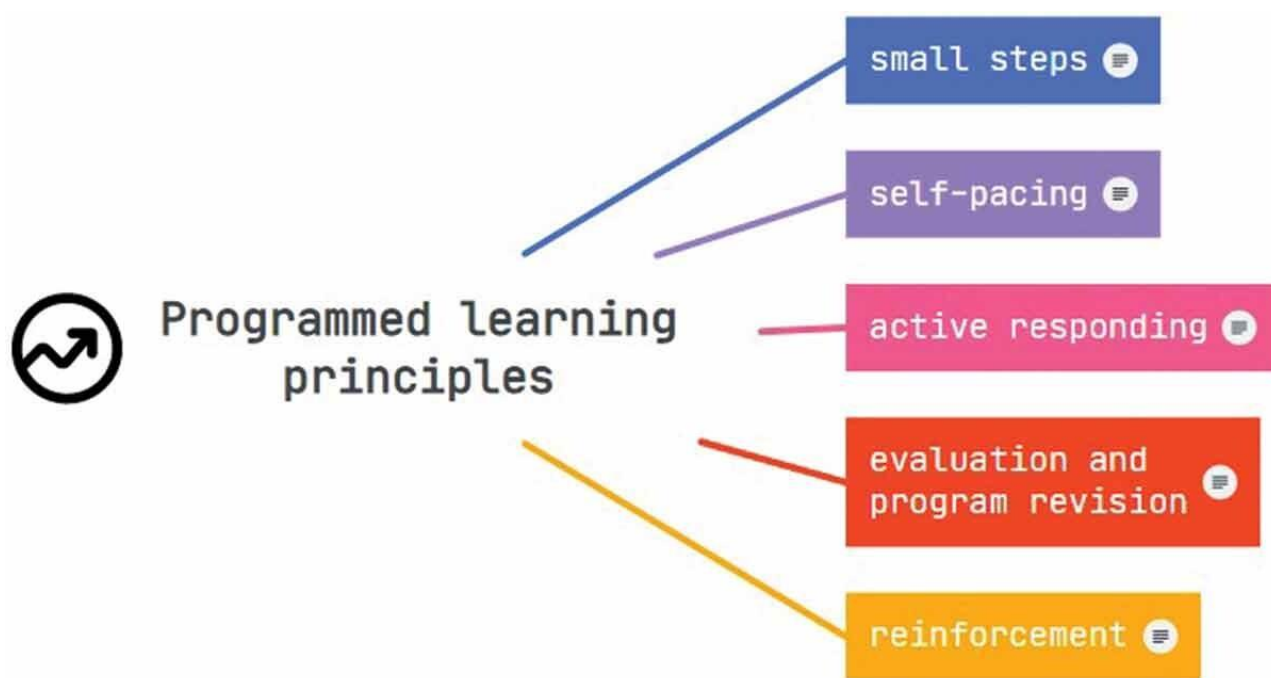 small steps
self-pacing
Programmed learning
principles
active responding
evaluation and
program revision
reinforcement